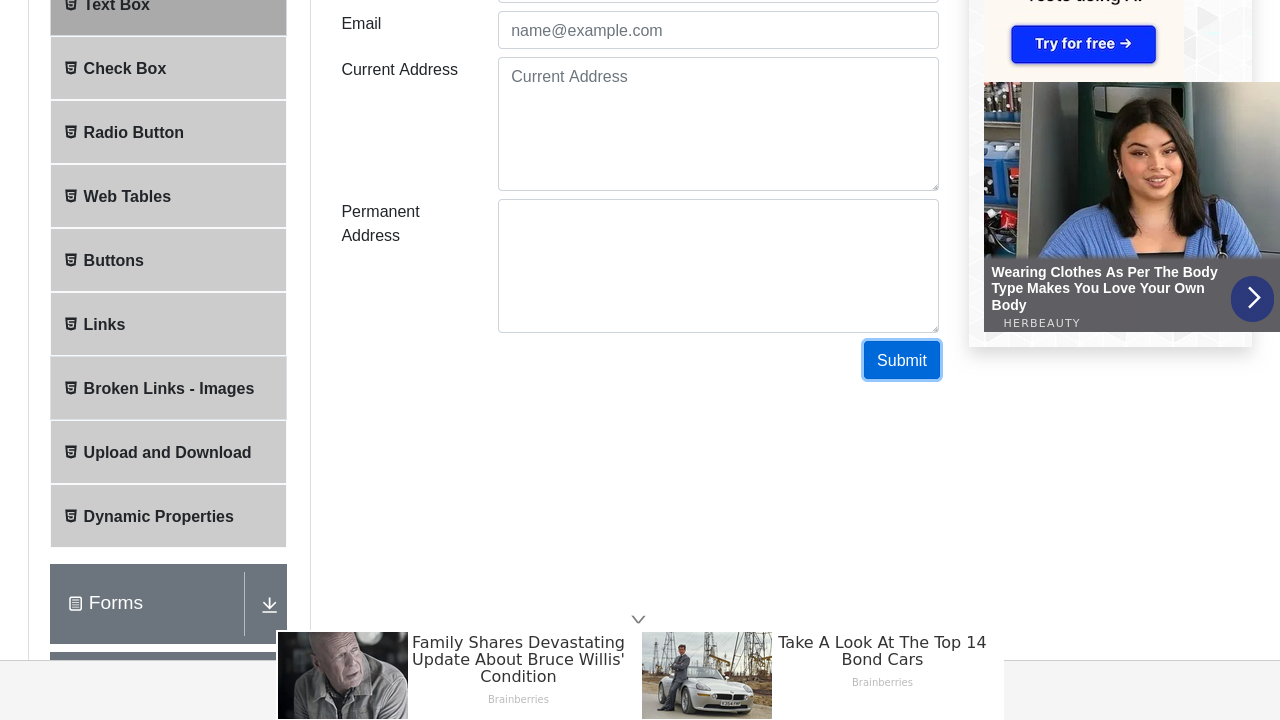 Text Box
Check Box
Radio Button
Web Tables
Buttons
Links
Broken Links - Images
Upload and Download
Dynamic Properties
Forms
Email
name@example.com
Current Address
Current Address
Permanent
Address
Submit
Try for free →
Wearing Clothes As Per The Body
Type Makes You Love Your Own
Body
HERBEAUTY
Family Shares Devastating
Update About Bruce Willis'
Condition
Brainberries
Take A Look At The Top 14
Bond Cars
Brainberries